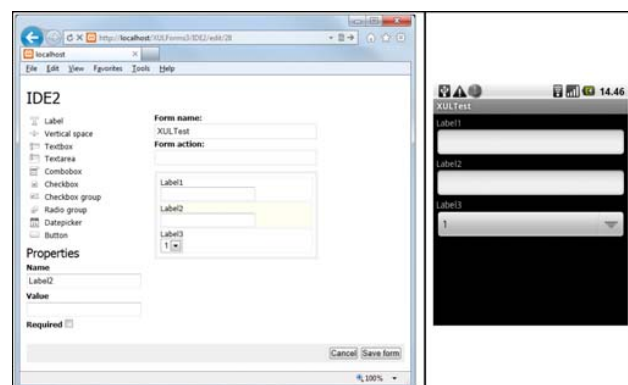 http://localhost/XULForms3/IDE2/edit/28
localhost
File Edit View Favorites Tools Help
IDE2
Label
Vertical space
Textbox
Textarea
Combobox
Checkbox
Checkbox group
Radio group
Datepicker
Button
Properties
Name
Label2
Value
Required
Form name:
XULTest
Form action:
Label1
Label2
Label3
1
Cancel Save form
100%
14.46
XULTest
Label1
Label2
Label3
1